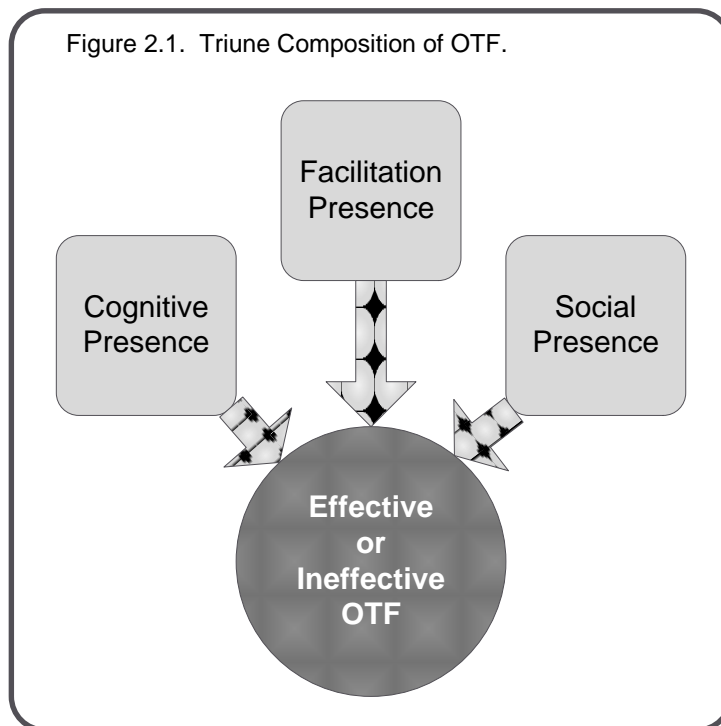 Figure 2.1.  Triune Composition of OTF.
Facilitation
Presence
Cognitive
Presence
Social
Presence
Effective
or
Ineffective
OTF